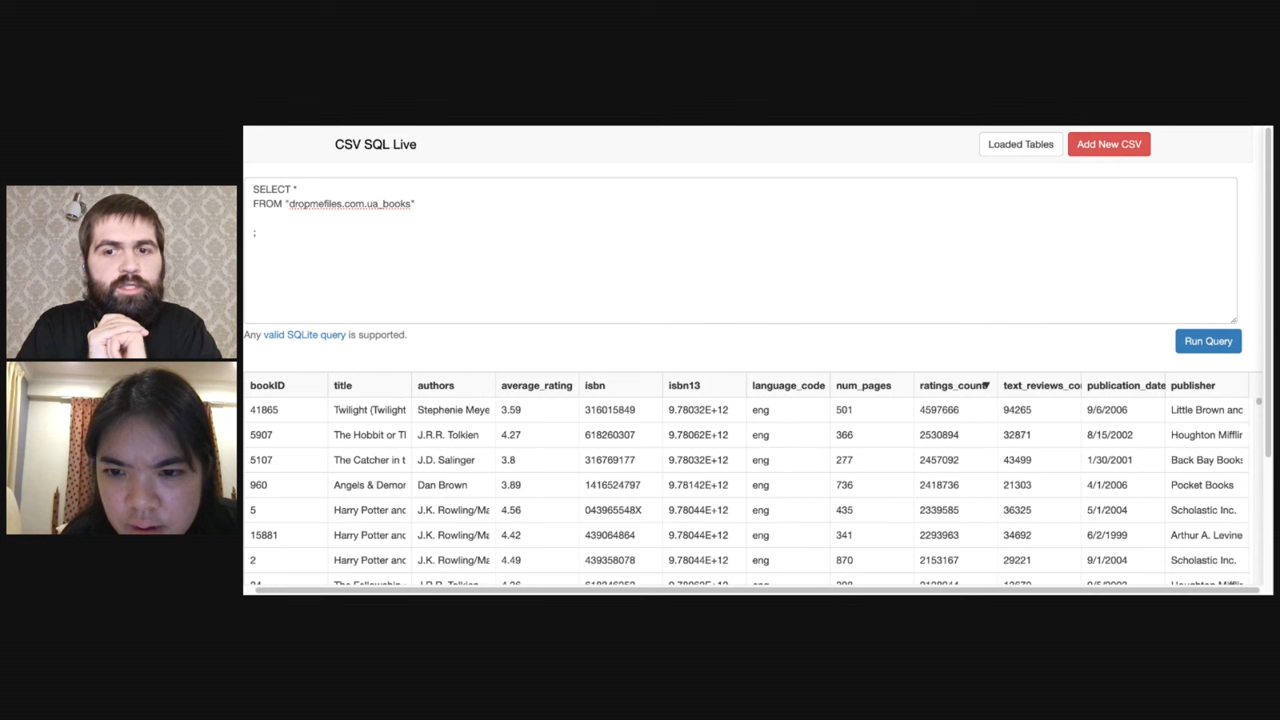 CSV SQL Live
Loaded Tables
Add New CSV
SELECT *
FROM "dropmefiles.com.ua_books"
;
Any valid SQLite query is supported.
Run Query
bookID title authors average_rating isbn isbn13 language_code num_pages ratings_count text_reviews_co publication_date publisher
41865 Twilight (Twilight Stephenie Meye 3.59 316015849 9.78032E+12 eng 501 4597666 94265 9/6/2006 Little Brown and
5907 The Hobbit or Tl J.R.R. Tolkien 4.27 618260307 9.78062E+12 eng 366 2530894 32871 8/15/2002 Houghton Mifflir
5107 The Catcher in t J.D. Salinger 3.8 316769177 9.78032E+12 eng 277 2457092 43499 1/30/2001 Back Bay Books
960 Angels & Demor Dan Brown 3.89 1416524797 9.78142E+12 eng 736 2418736 21303 4/1/2006 Pocket Books
5 Harry Potter and J.K. Rowling/Ma 4.56 043965548X 9.78044E+12 eng 435 2339585 36325 5/1/2004 Scholastic Inc.
15881 Harry Potter and J.K. Rowling/Ma 4.42 439064864 9.78044E+12 eng 341 2293963 34692 6/2/1999 Arthur A. Levine
2 Harry Potter and J.K. Rowling/Ma 4.49 439358078 9.78044E+12 eng 870 2153167 29221 9/1/2004 Scholastic Inc.